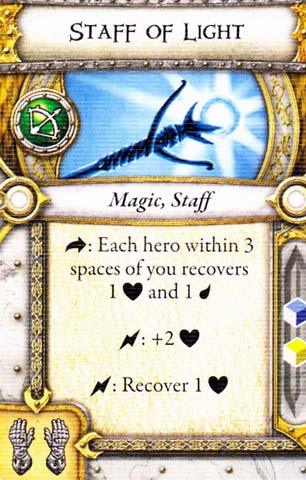 Staff of Light
Magic, Staff
: Each hero within 3
spaces of you recovers
1 ♥ and 1
: +2 ♥
: Recover 1 ♥